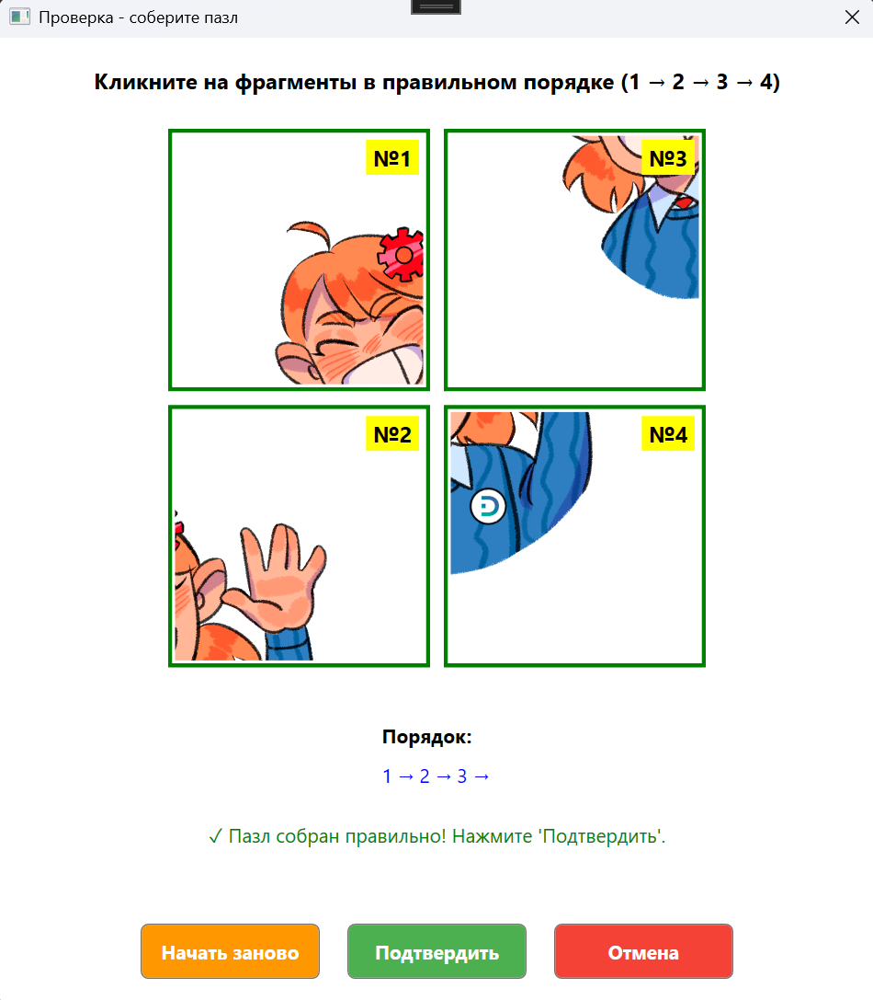 Проверка - соберите пазл
Кликните на фрагменты в правильном порядке (1 → 2 → 3 → 4)
№1
№3
№2
№4
Порядок:
1 → 2 → 3 →
✓ Пазл собран правильно! Нажмите 'Подтвердить'.
Начать заново
Подтвердить
Отмена